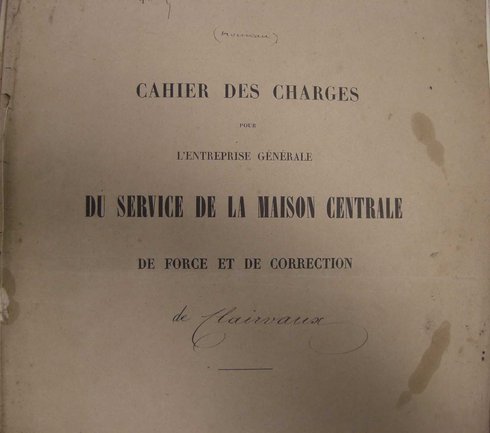 (nouveau)
CAHIER DES CHARGES
POUR
L'ENTREPRISE GÉNÉRALE
DU SERVICE DE LA MAISON CENTRALE
DE FORCE ET DE CORRECTION
de Clairvaux